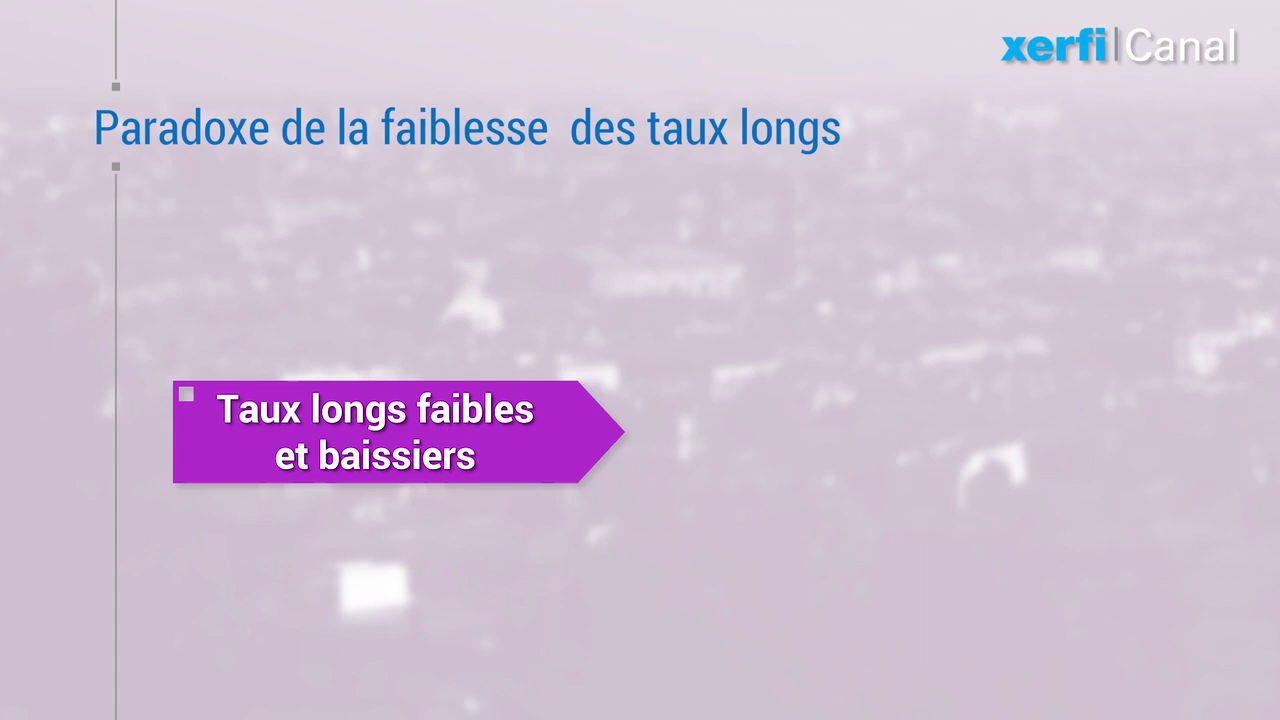 xerfi Canal
Paradoxe de la faiblesse des taux longs
Taux longs faibles
et baissiers